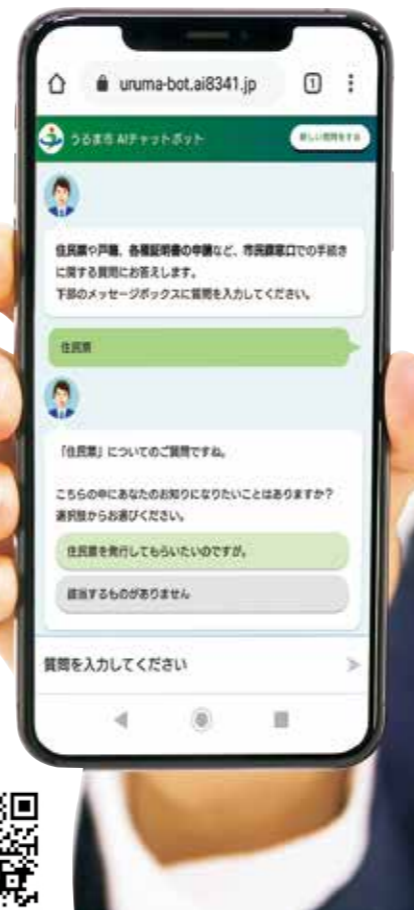 uruma-bot.ai8341.jp
1
うるま市 AIチャットボット
新しい質問をする
住民票や戸籍、各種証明書の申請など、市民課窓口での手続き
に関する質問にお答えします。
下部のメッセージボックスに質問を入力してください。
住民票
「住民票」についてのご質問ですね。
こちらの中にあなたのお知りになりたいことはありますか？
選択肢からお選びください。
住民票を発行してもらいたいのですが。
該当するものがありません
質問を入力してください